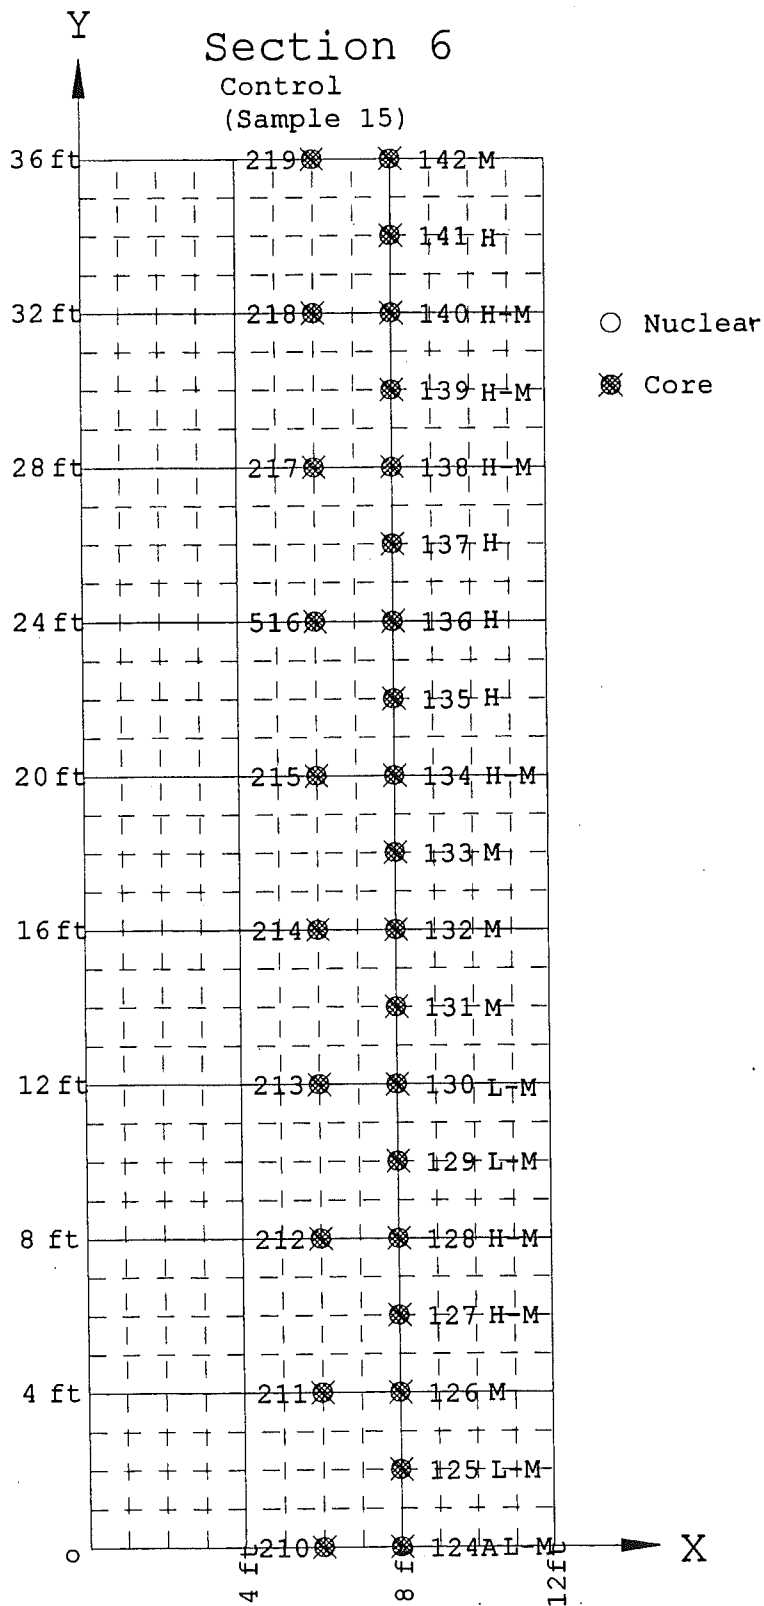 Y
Section 6
Control
(Sample 15)
36 ft 219 142 M
141 H
32 ft 218 140 H-M
Nuclear
139 H-M
Core
28 ft 217 138 H-M
137 H
24 ft 516 136 H
135 H
20 ft 215 134 H-M
133 M
16 ft 214 132 M
131 M
12 ft 213 130 L-M
129 L-M
8 ft 212 128 H-M
127 H-M
4 ft 211 126 M
125 L-M
0 210 124A L-M X
4 ft 8 ft 12ft